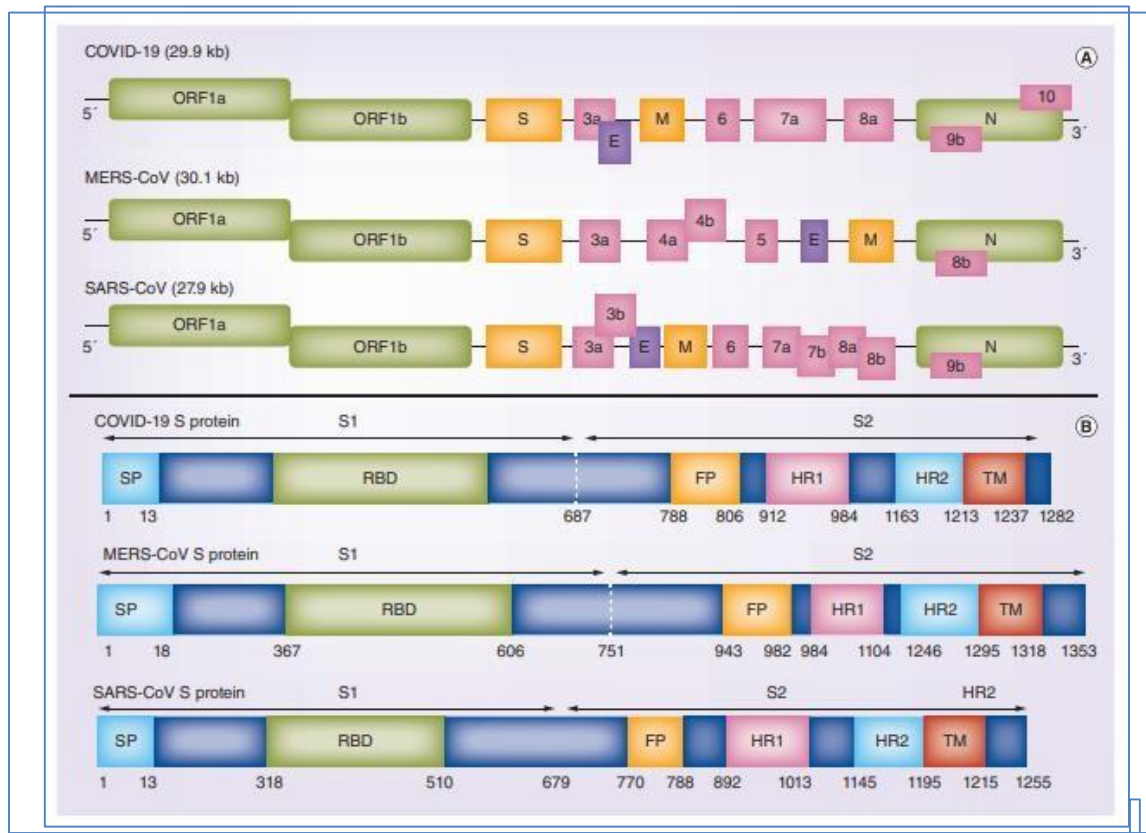 COVID-19 (29.9 kb)
A
5´ ORF1a ORF1b S 3a E M 6 7a 8a 9b N 10 3´
MERS-CoV (30.1 kb)
5´ ORF1a ORF1b S 3a 4a 4b 5 E M 8b N 3´
SARS-CoV (27.9 kb)
5´ ORF1a ORF1b S 3a 3b E M 6 7a 7b 8a 8b 9b N 3´
COVID-19 S protein S1 S2
B
SP RBD FP HR1 HR2 TM
1 13 687 788 806 912 984 1163 1213 1237 1282
MERS-CoV S protein S1 S2
SP RBD FP HR1 HR2 TM
1 18 367 606 751 943 982 984 1104 1246 1295 1318 1353
SARS-CoV S protein S1 S2 HR2
SP RBD FP HR1 HR2 TM
1 13 318 510 679 770 788 892 1013 1145 1195 1215 1255